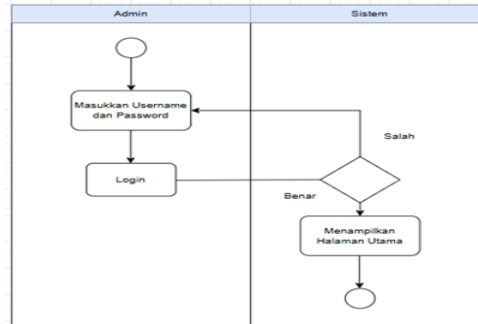 Admin
Sistem
Masukkan Username
dan Password
Salah
Login
Benar
Menampilkan
Halaman Utama